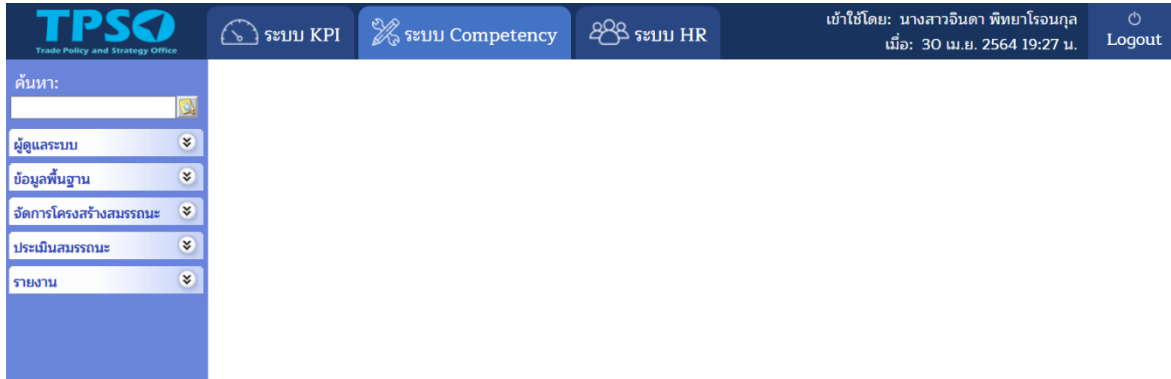 TPSO
Trade Policy and Strategy Office
ระบบ KPI
ระบบ Competency
ระบบ HR
เข้าใช้โดย: นางสาวจินดา พิทยาโรจนกุล
เมื่อ: 30 เม.ย. 2564 19:27 น.
Logout
ค้นหา:
ผู้ดูแลระบบ
ข้อมูลพื้นฐาน
จัดการโครงสร้างสมรรถนะ
ประเมินสมรรถนะ
รายงาน